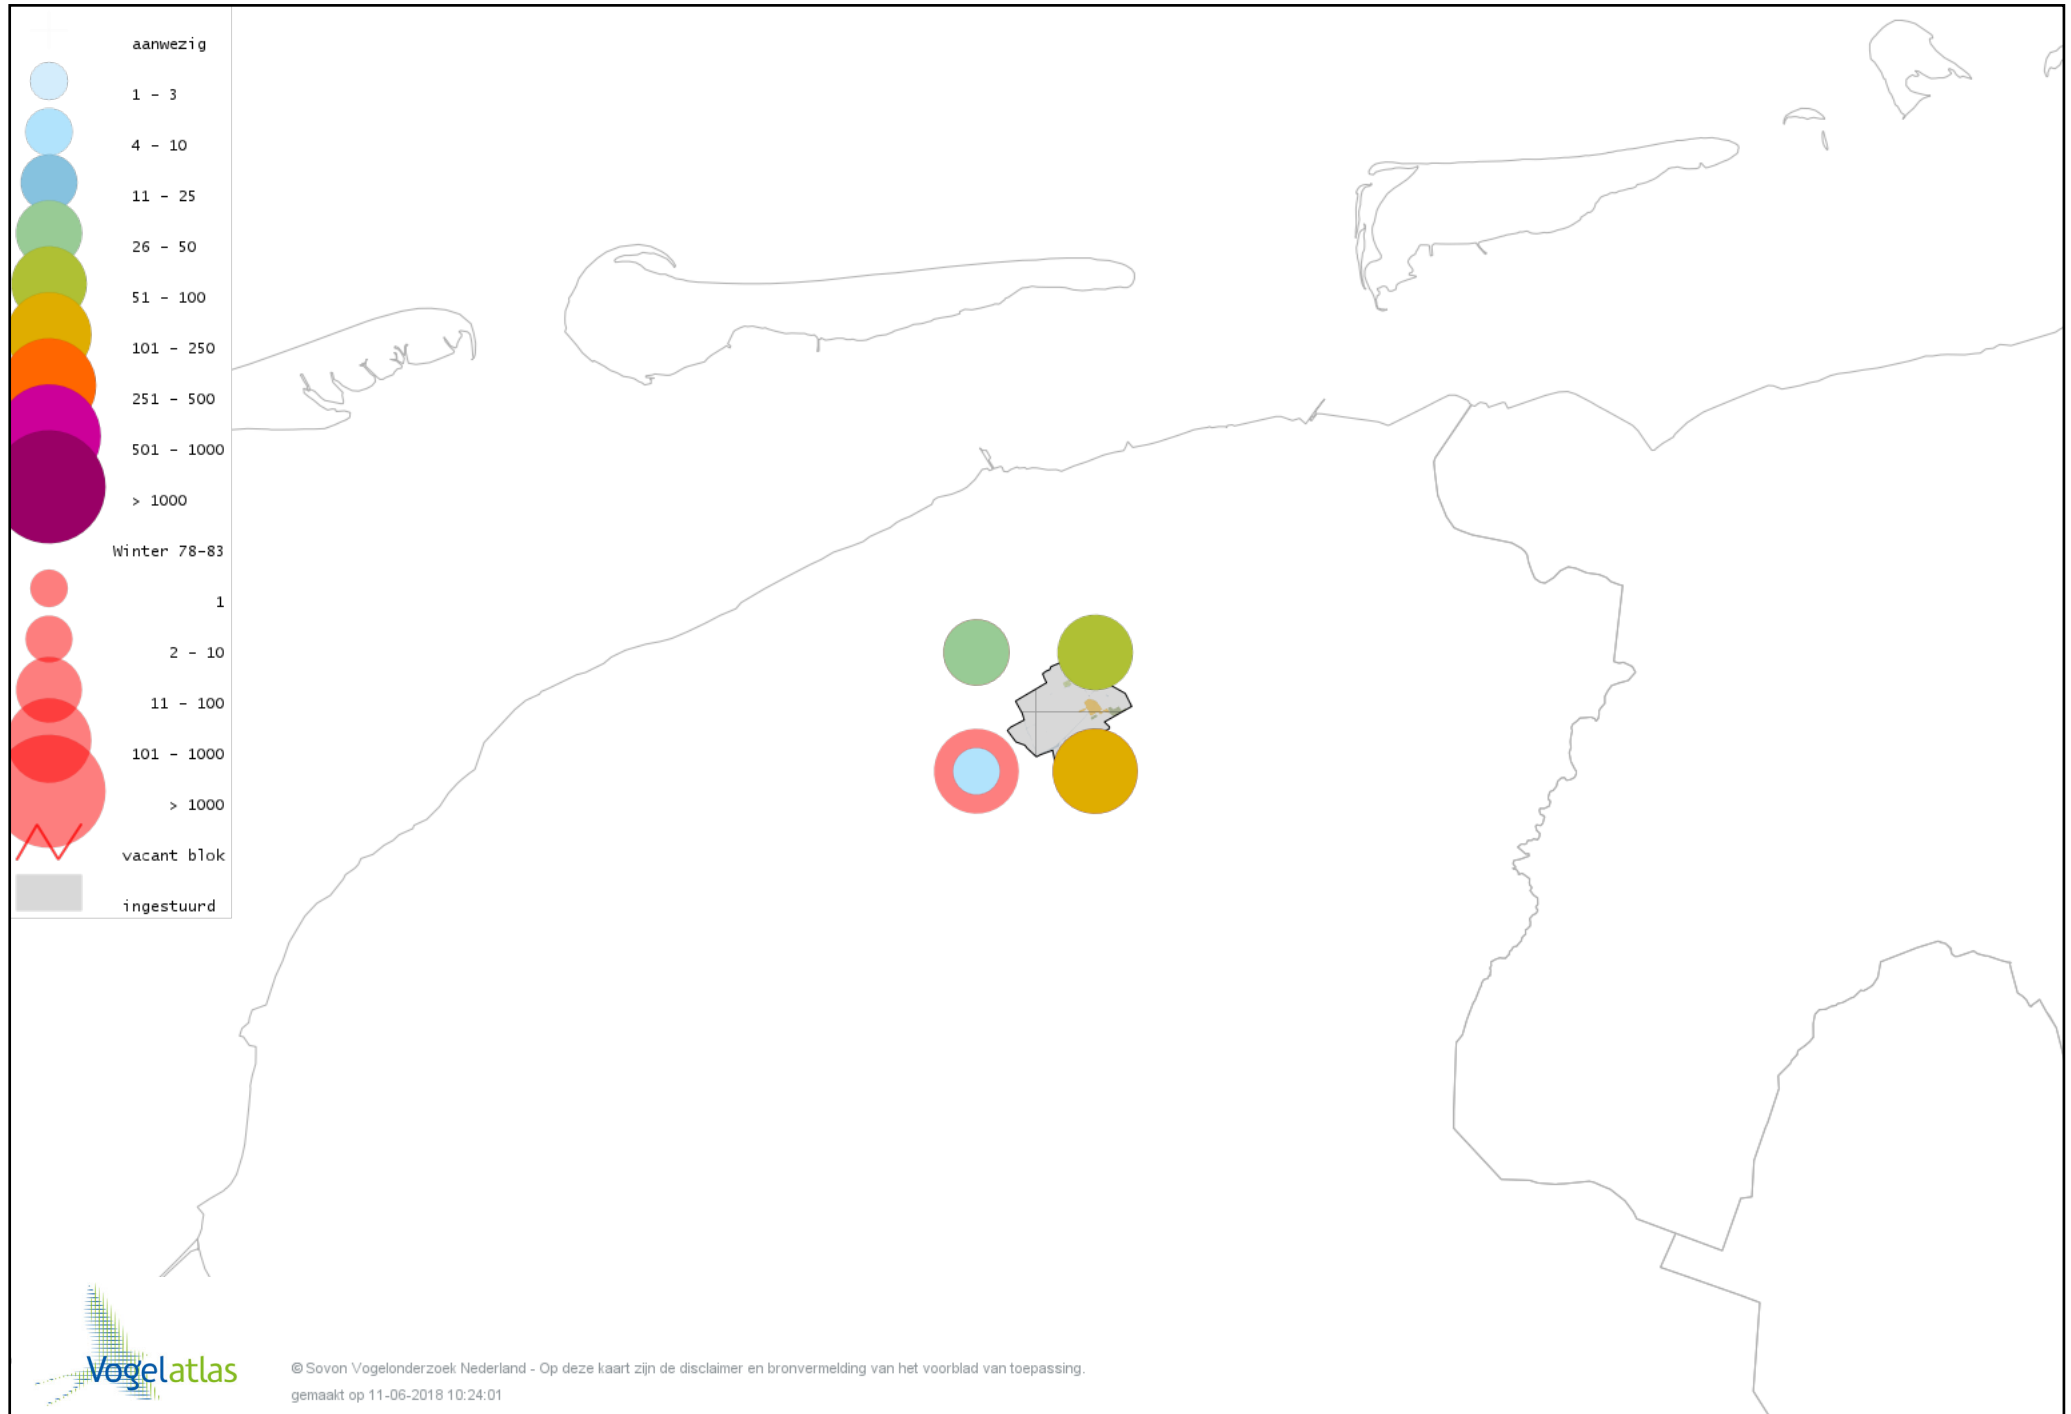 aanwezig
1 - 3
4 - 10
11 - 25
26 - 50
51 - 100
101 - 250
251 - 500
501 - 1000
> 1000
Winter 78-83
1
2 - 10
11 - 100
101 - 1000
> 1000
vacant blok
ingestuurd
Vogelatlas
© Sovon Vogelonderzoek Nederland - Op deze kaart zijn de disclaimer en bronvermelding van het voorblad van toepassing.
gemaakt op 11-06-2018 10:24:01